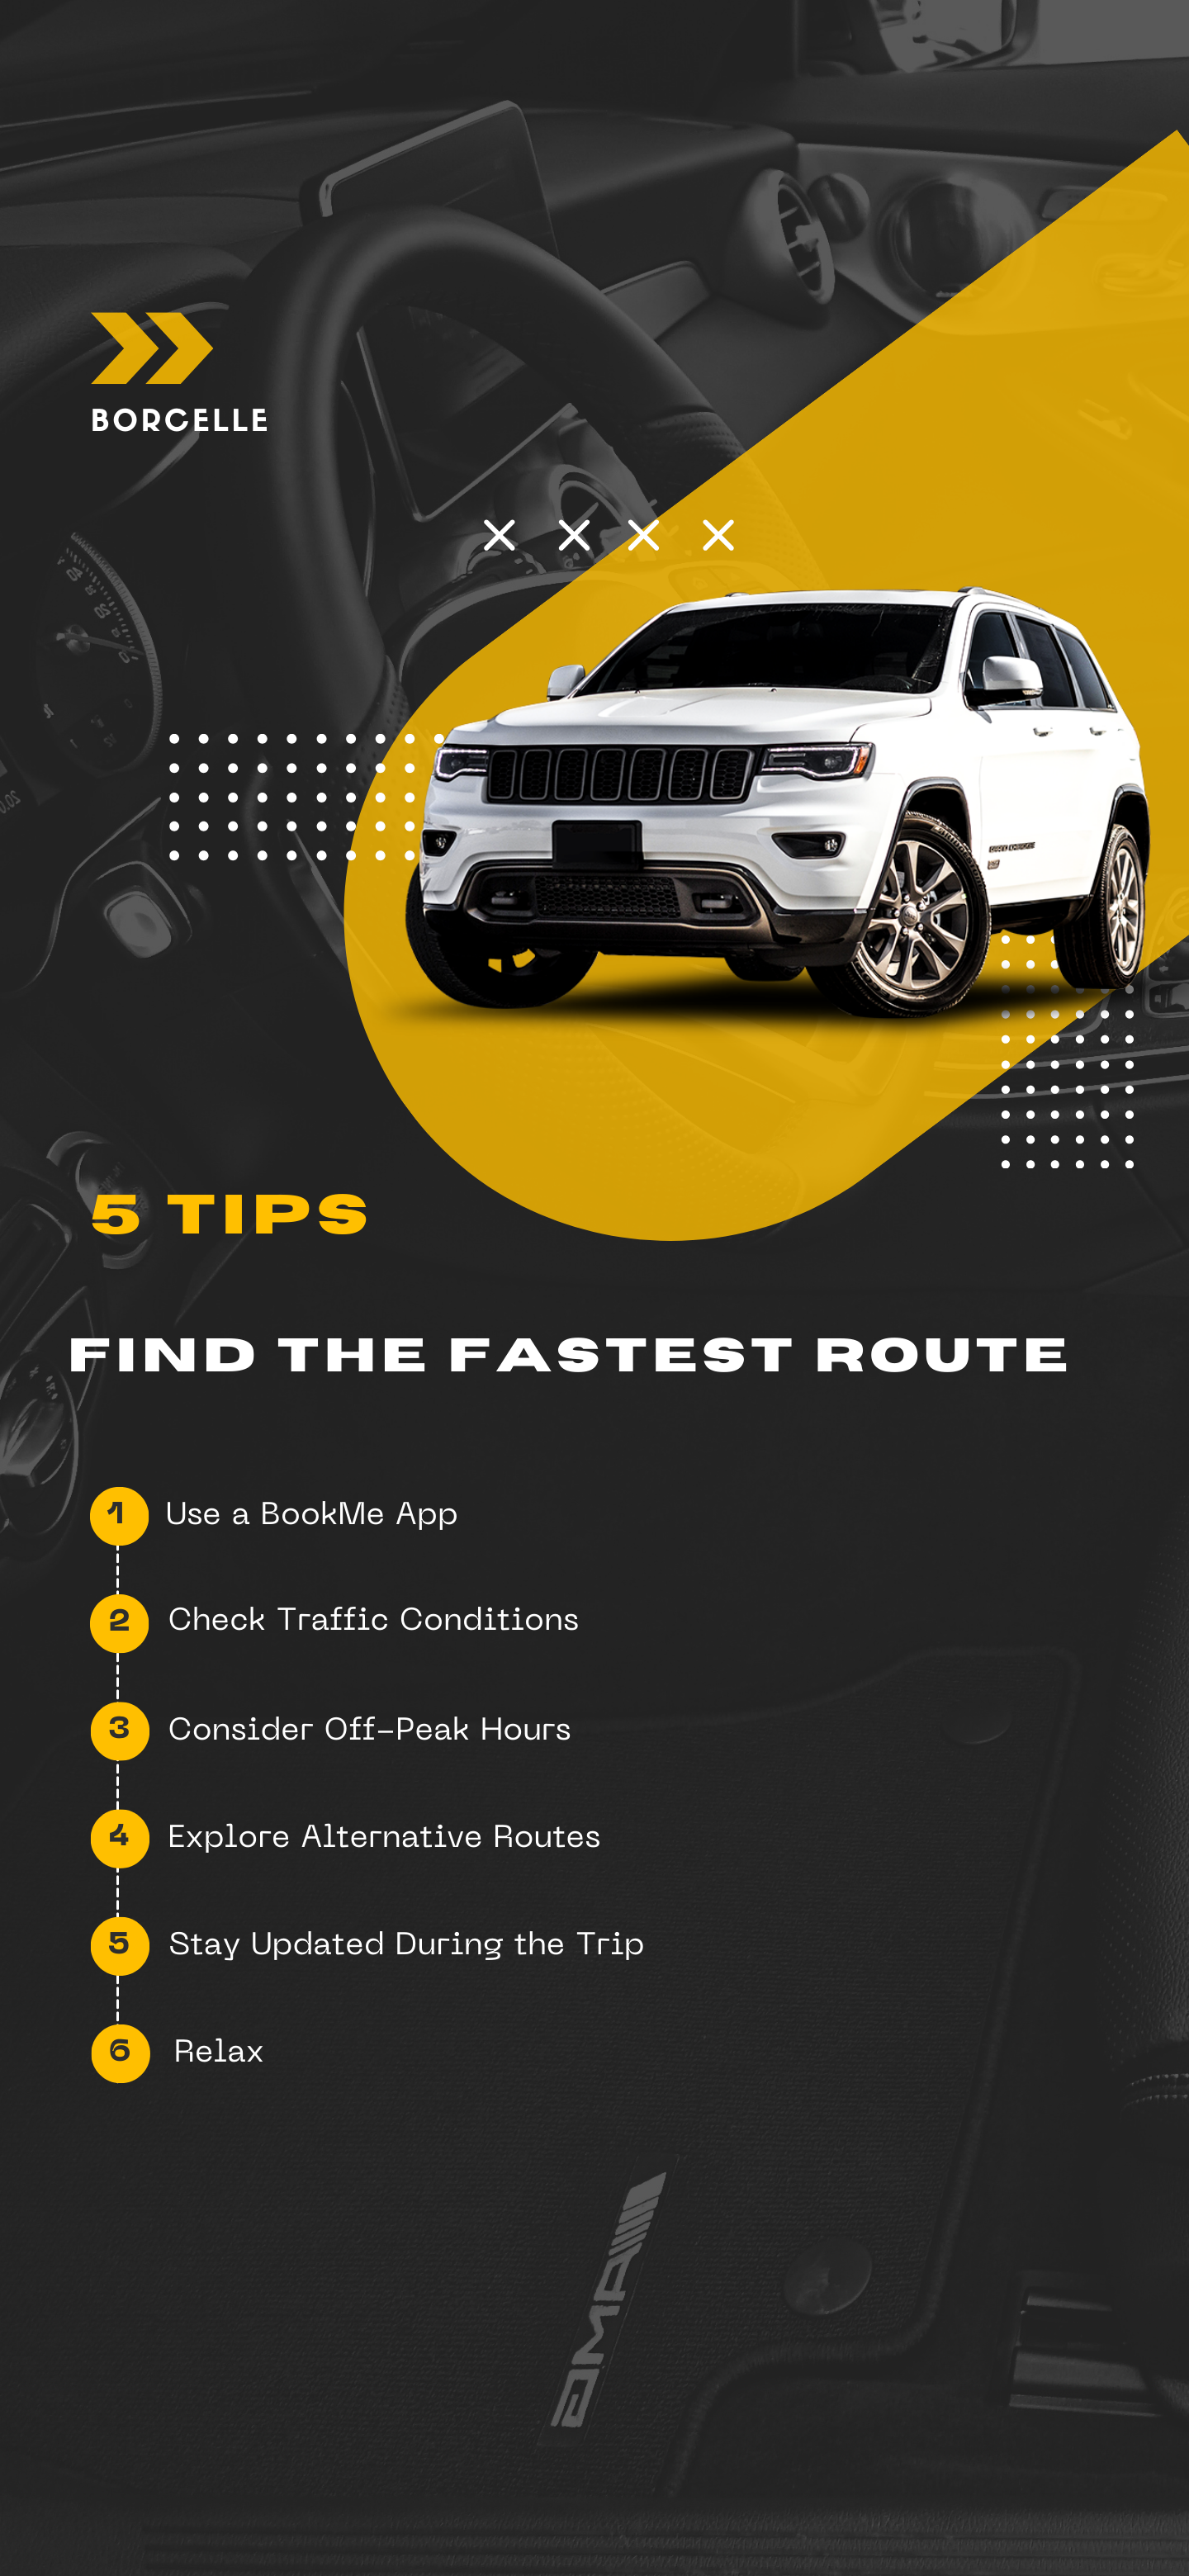 BORCELLE
5 TIPS
FIND THE FASTEST ROUTE
1 Use a BookMe App
2 Check Traffic Conditions
3 Consider Off-Peak Hours
4 Explore Alternative Routes
5 Stay Updated During the Trip
6 Relax
AMG